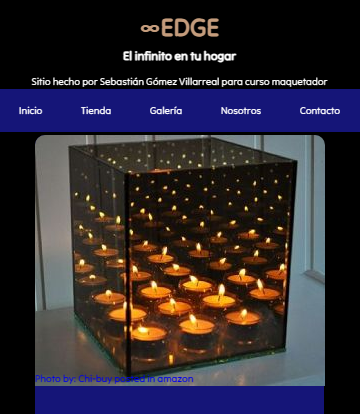 ∞EDGE
El infinito en tu hogar
Sitio hecho por Sebastián Gómez Villarreal para curso maquetador
Inicio Tienda Galería Nosotros Contacto
Photo by: Chi-buy posted in amazon